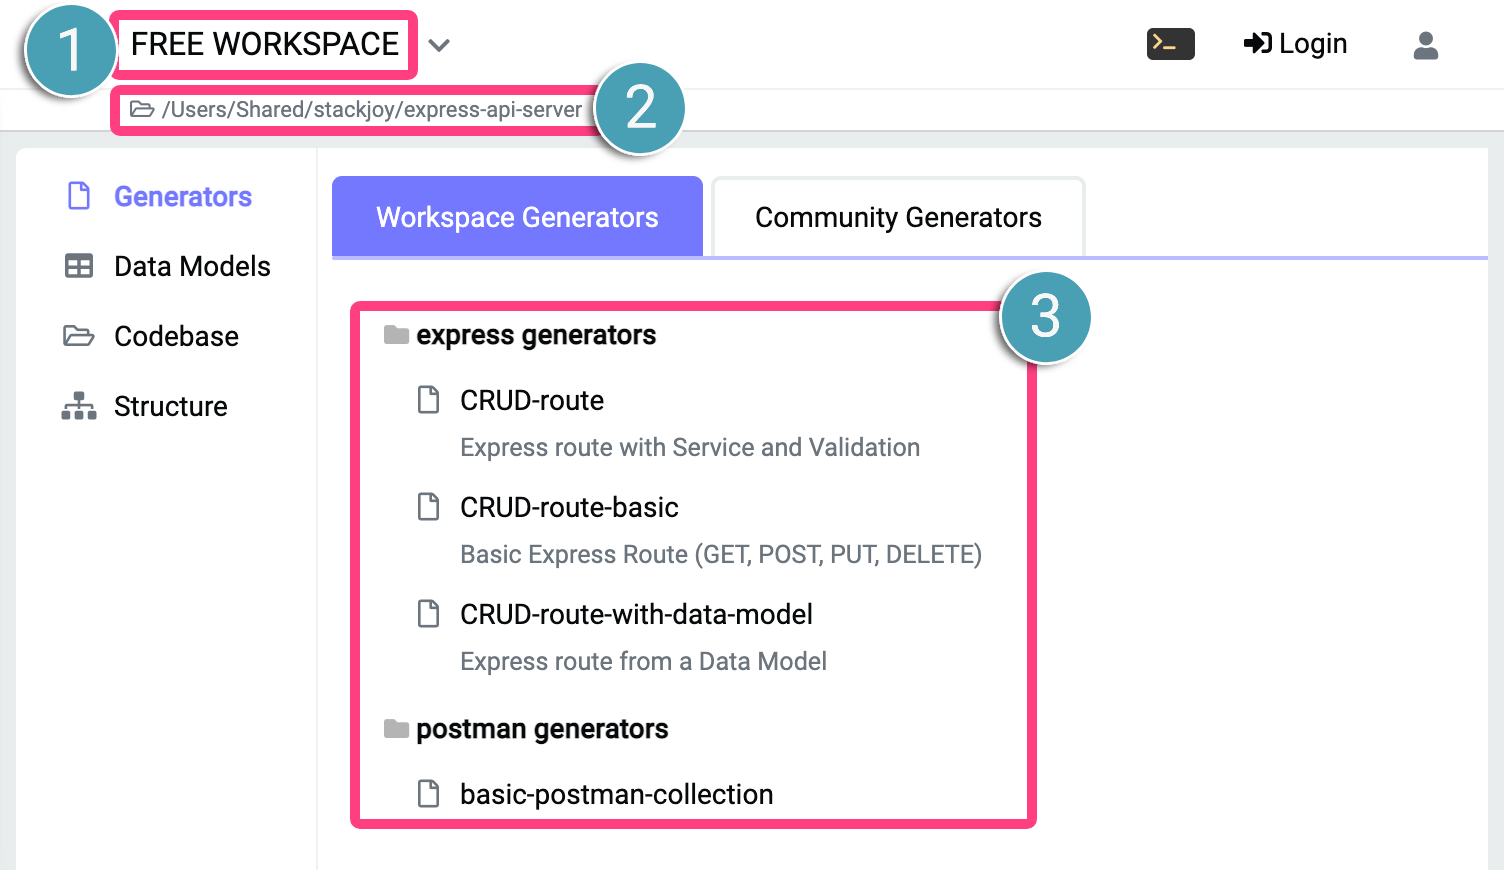 1
FREE WORKSPACE
Login
/Users/Shared/stackjoy/express-api-server
2
Generators
Data Models
Codebase
Structure
Workspace Generators
Community Generators
3
express generators
CRUD-route
Express route with Service and Validation
CRUD-route-basic
Basic Express Route (GET, POST, PUT, DELETE)
CRUD-route-with-data-model
Express route from a Data Model
postman generators
basic-postman-collection